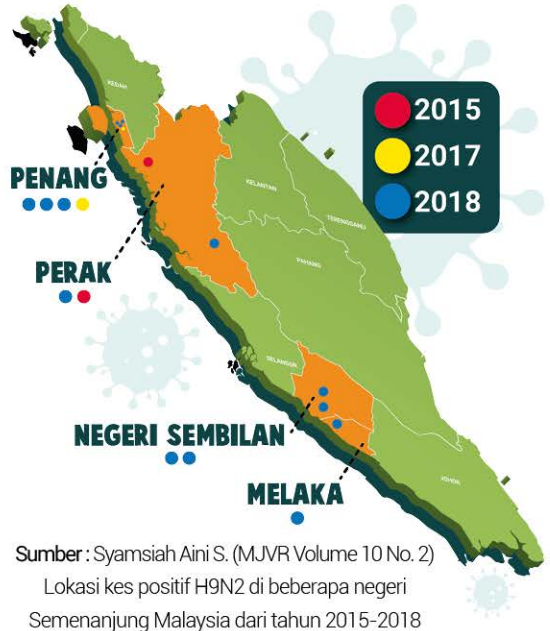 KEDAH
2015
2017
2018
PENANG
KELANTAN
TERENGGANU
PERAK
PAHANG
SELANGOR
NEGERI SEMBILAN
MELAKA
JOHOR
Sumber : Syamsiah Aini S. (MJVR Volume 10 No. 2)
Lokasi kes positif H9N2 di beberapa negeri
Semenanjung Malaysia dari tahun 2015-2018